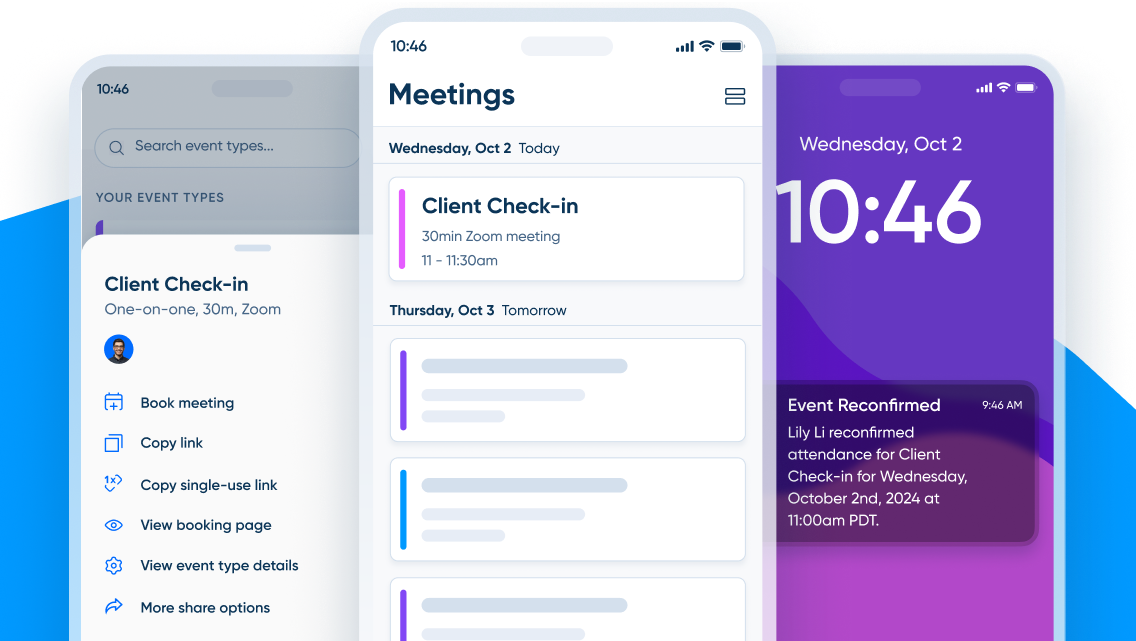 10:46
Search event types...
YOUR EVENT TYPES
Client Check-in
One-on-one, 30m, Zoom
Book meeting
Copy link
1x
Copy single-use link
View booking page
View event type details
More share options
10:46
Meetings
Wednesday, Oct 2 Today
Client Check-in
30min Zoom meeting
11 - 11:30am
Thursday, Oct 3 Tomorrow
Wednesday, Oct 2
10:46
Event Reconfirmed 9:46 AM
Lily Li reconfirmed
attendance for Client
Check-in for Wednesday,
October 2nd, 2024 at
11:00am PDT.